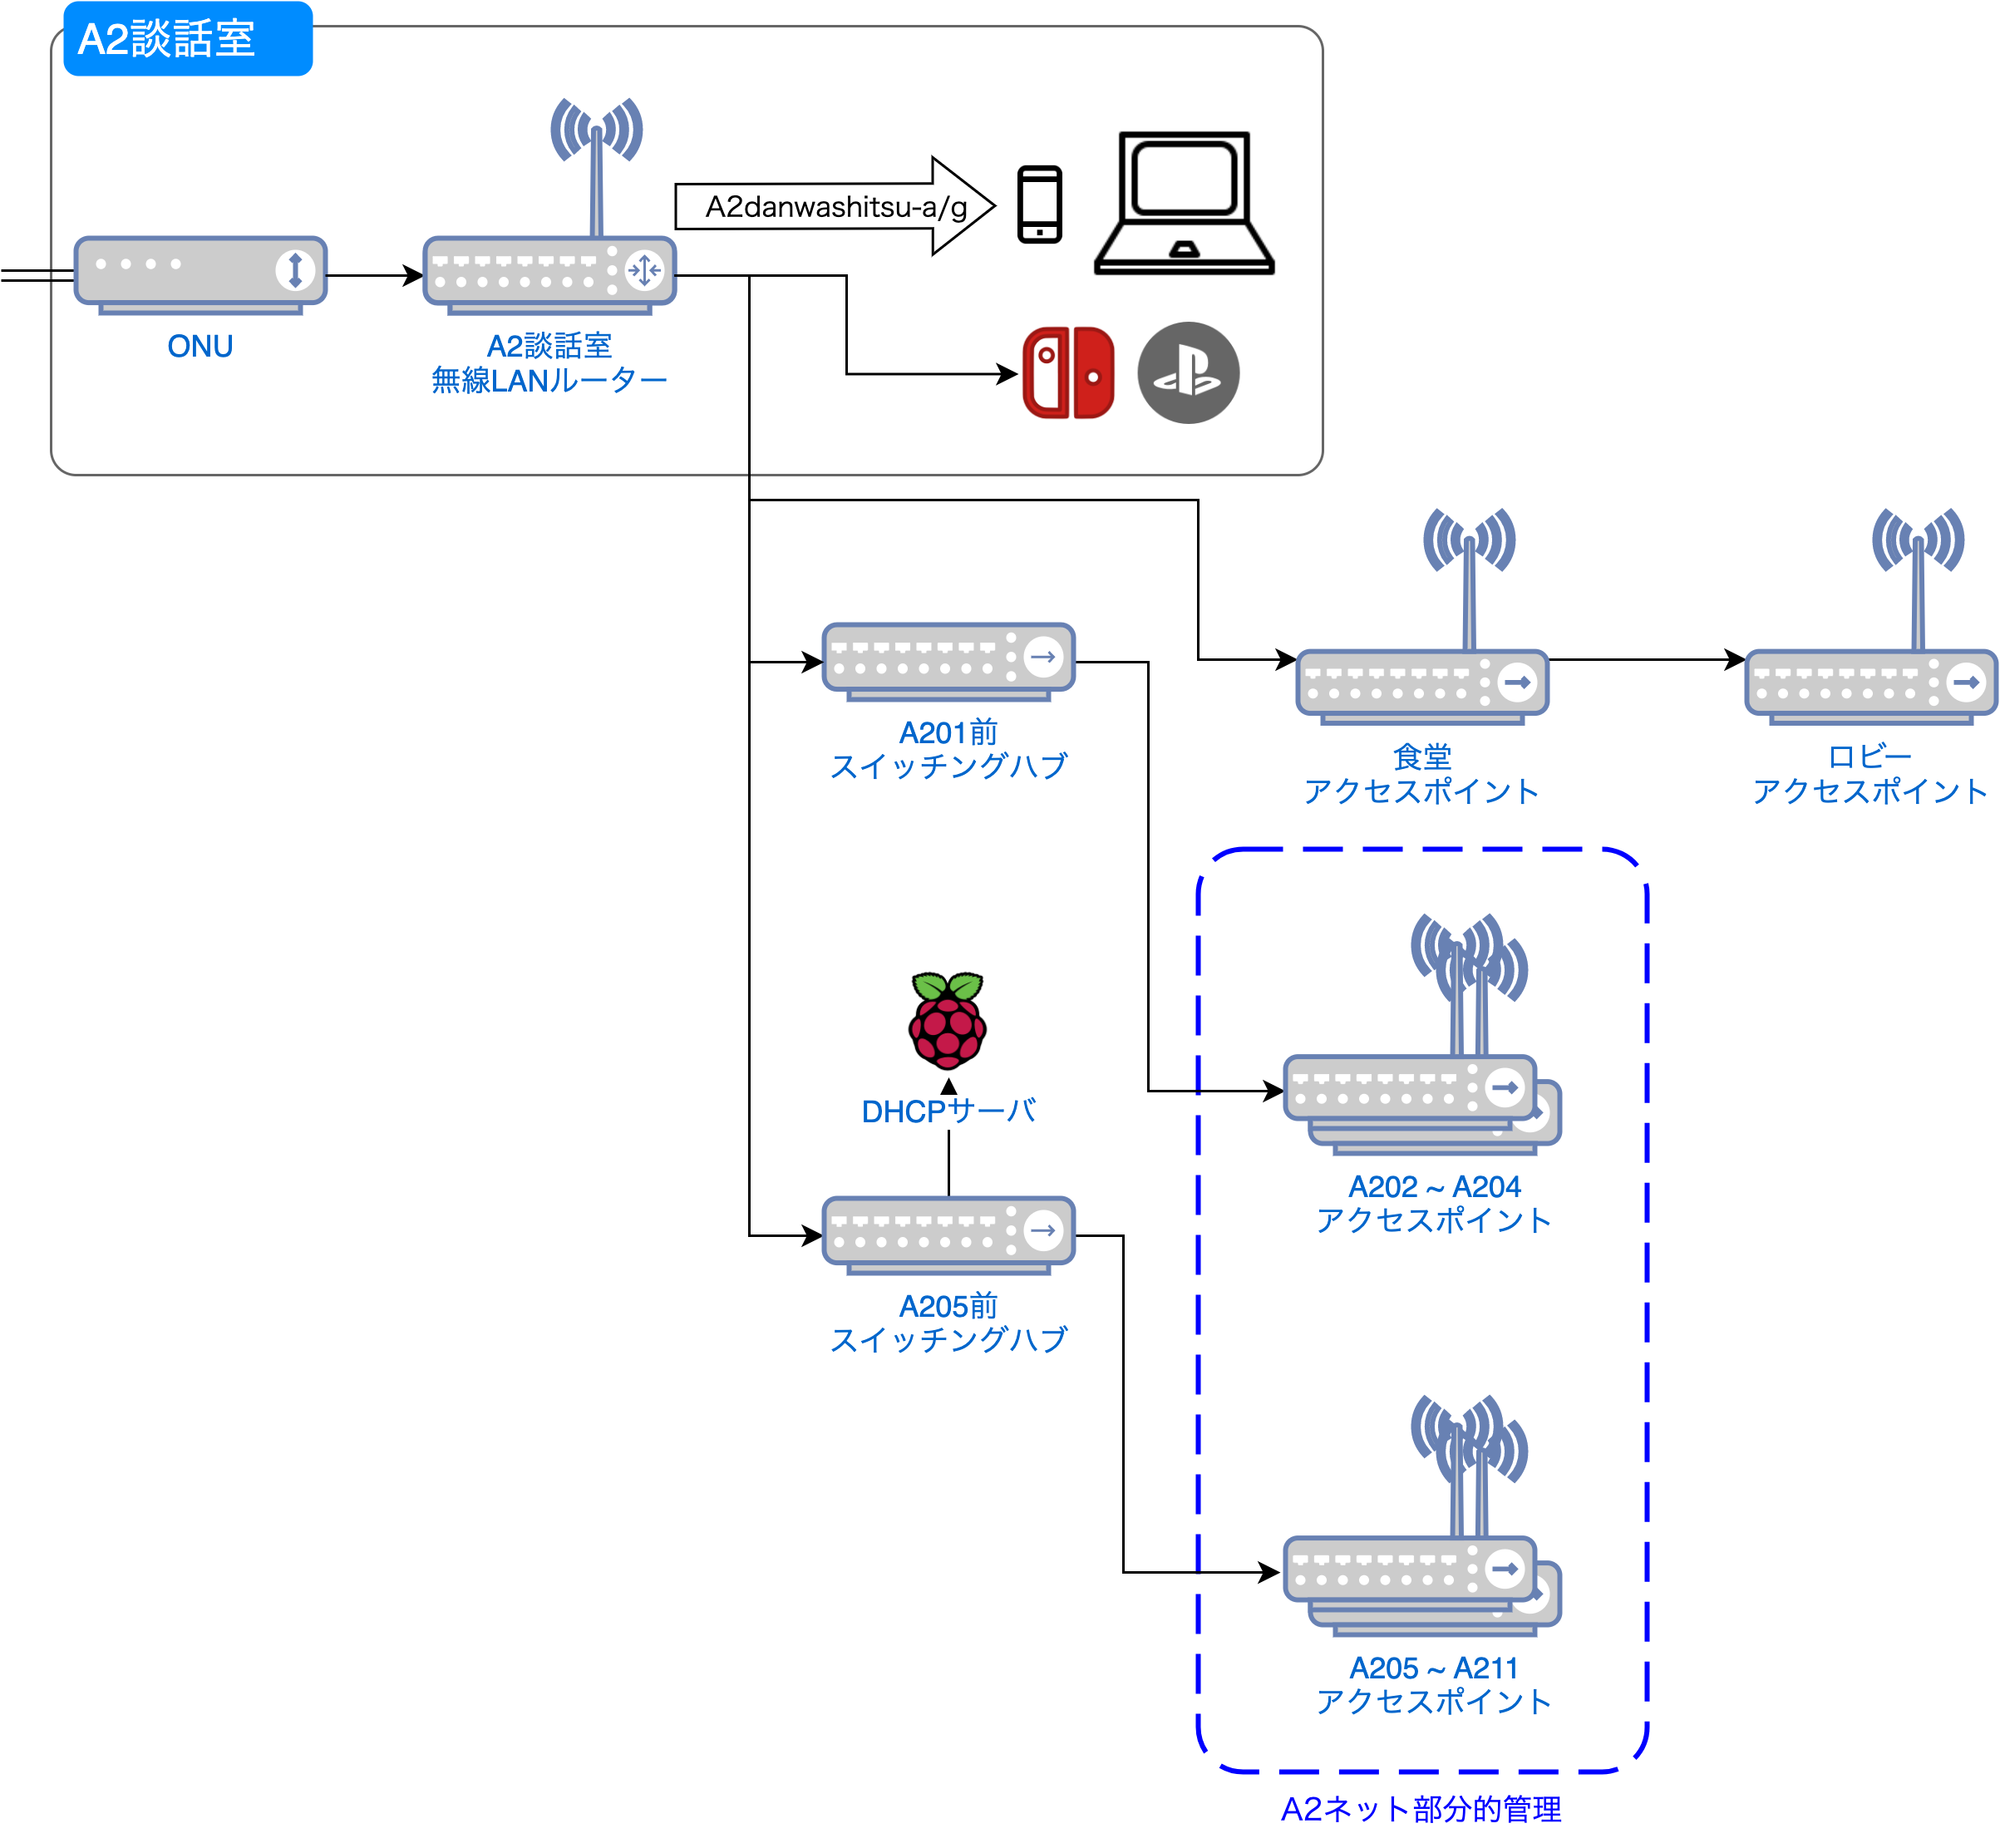 A2談話室
A2danwashitsu-a/g
ONU
A2談話室
無線LANルーター
A201前
スイッチングハブ
食堂
アクセスポイント
ロビー
アクセスポイント
DHCPサーバ
A202 ~ A204
アクセスポイント
A205前
スイッチングハブ
A205 ~ A211
アクセスポイント
A2ネット部分的管理